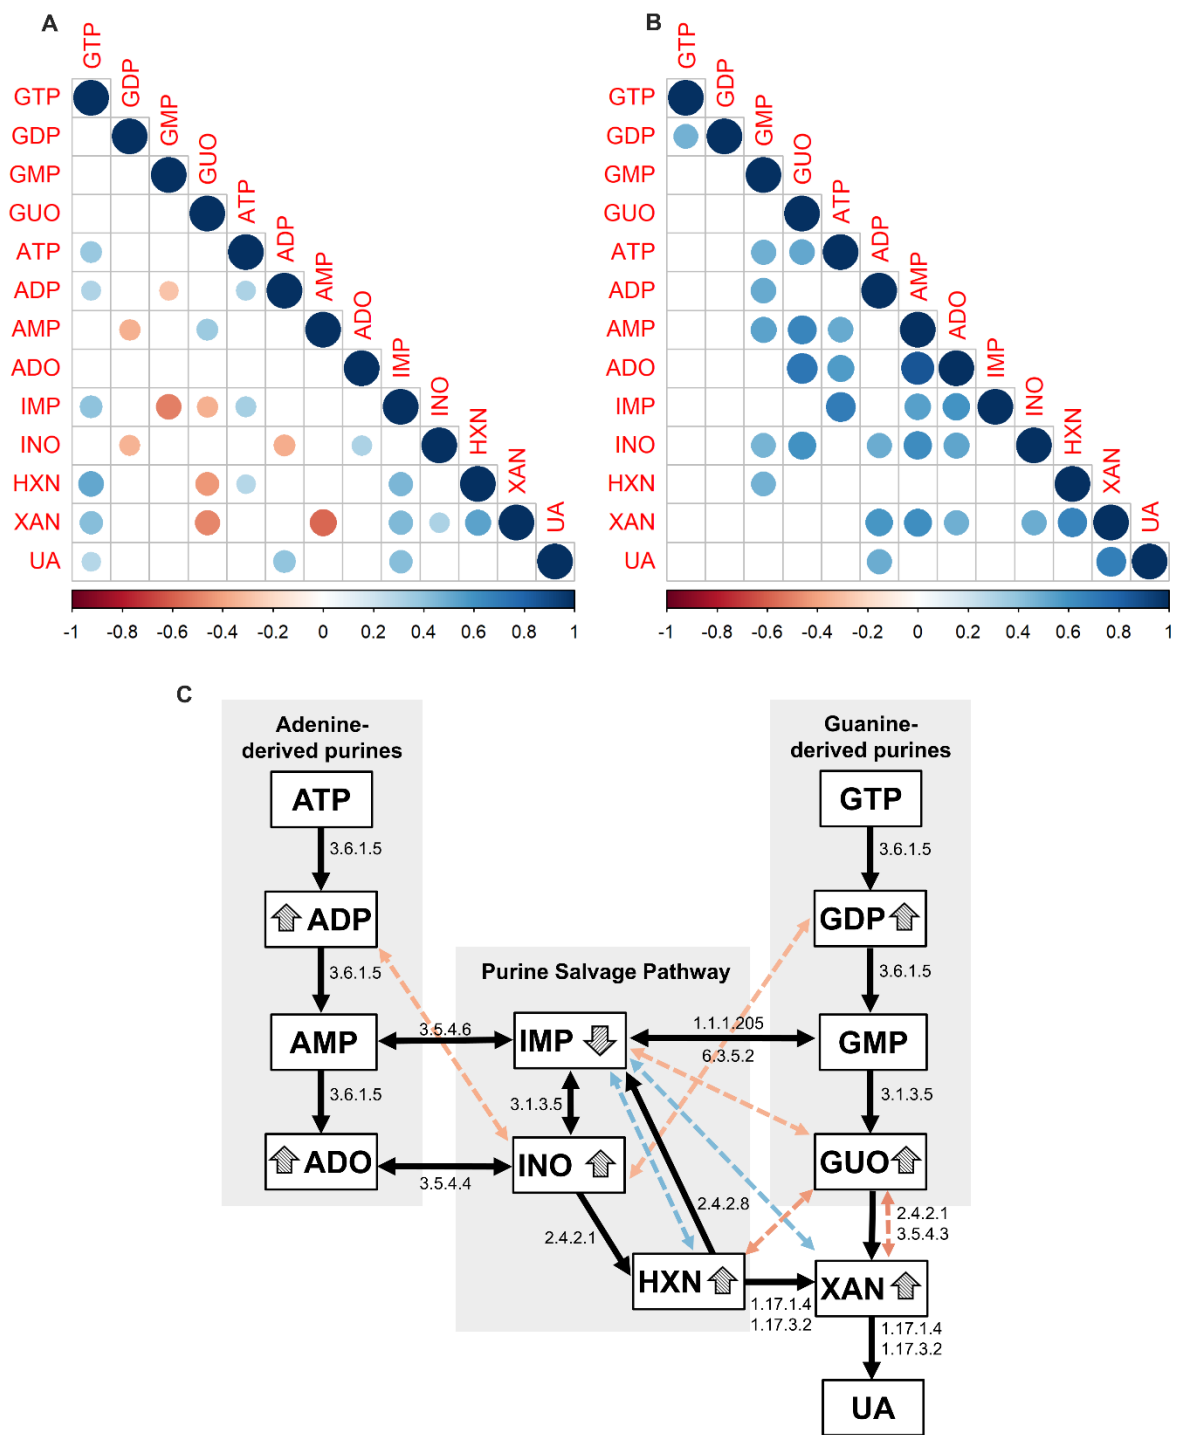 A
GTP
GDP
GMP
GUO
ATP
ADP
AMP
ADO
IMP
INO
HXN
XAN
UA
GTP
GDP
GMP
GUO
ATP
ADP
AMP
ADO
IMP
INO
HXN
XAN
UA
-1 -0.8 -0.6 -0.4 -0.2 0 0.2 0.4 0.6 0.8 1
B
GTP
GDP
GMP
GUO
ATP
ADP
AMP
ADO
IMP
INO
HXN
XAN
UA
GTP
GDP
GMP
GUO
ATP
ADP
AMP
ADO
IMP
INO
HXN
XAN
UA
-1 -0.8 -0.6 -0.4 -0.2 0 0.2 0.4 0.6 0.8 1
C
Adenine-
derived purines
ATP
3.6.1.5
ADP
3.6.1.5
AMP
3.6.1.5
ADO
3.5.4.6
3.5.4.4
Purine Salvage Pathway
IMP
3.1.3.5
INO
2.4.2.1
2.4.2.8
HXN
1.17.1.4
1.17.3.2
1.1.1.205
6.3.5.2
Guanine-
derived purines
GTP
3.6.1.5
GDP
3.6.1.5
GMP
3.1.3.5
GUO
2.4.2.1
3.5.4.3
XAN
1.17.1.4
1.17.3.2
UA